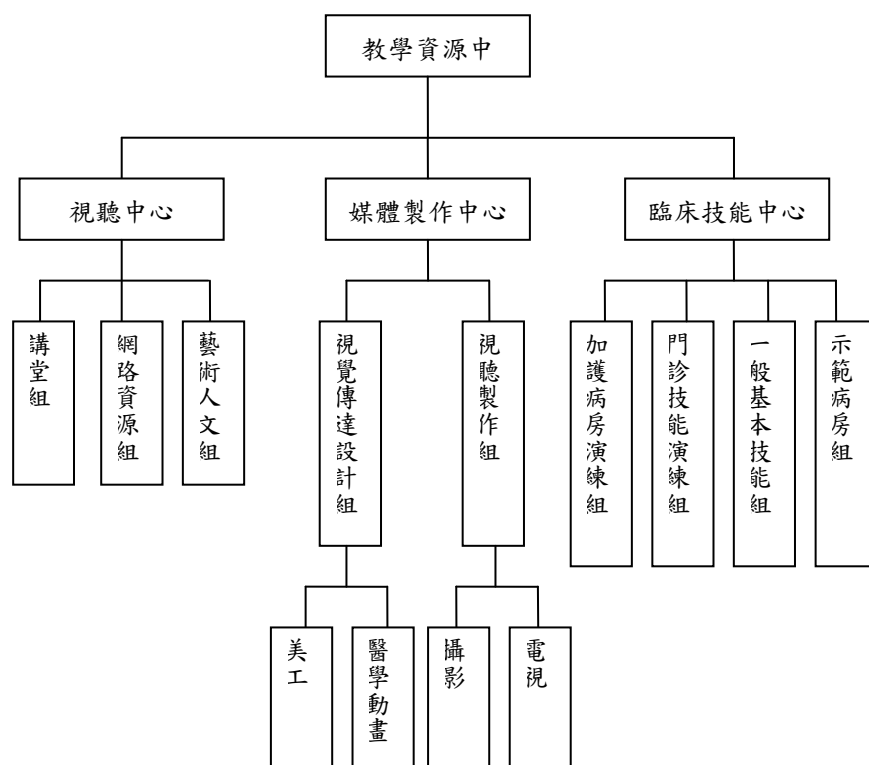 教學資源中
視聽中心
媒體製作中心
臨床技能中心
講堂組
網路資源組
藝術人文組
視覺傳達設計組
視聽製作組
加護病房演練組
門診技能演練組
一般基本技能組
示範病房組
美工
醫學動畫
攝影
電視